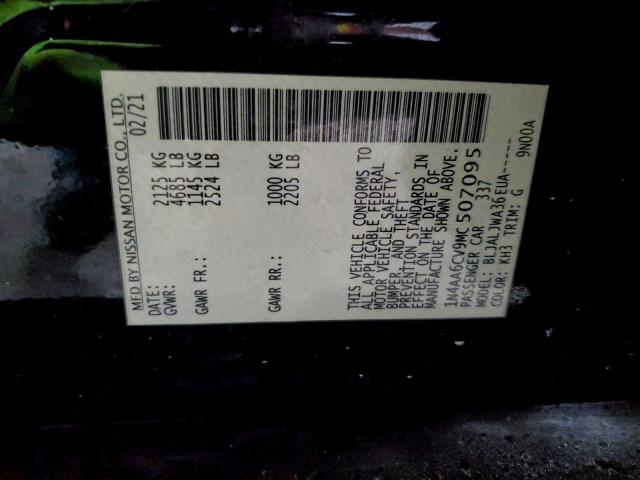 MFD BY NISSAN MOTOR CO., LTD.
DATE: 02/21
GVWR: 2125 KG
4685 LB
GAWR FR.: 1145 KG
2524 LB
GAWR RR.: 1000 KG
2205 LB
THIS VEHICLE CONFORMS TO
ALL APPLICABLE FEDERAL
MOTOR VEHICLE SAFETY,
BUMPER, AND THEFT
PREVENTION STANDARDS IN
EFFECT ON THE DATE OF
MANUFACTURE SHOWN ABOVE.
1N4AA6CV9MC507095
PASSENGER CAR 337
MODEL: BLJALJWA36EUA-----
COLOR: KH3 TRIM: G 9N00A